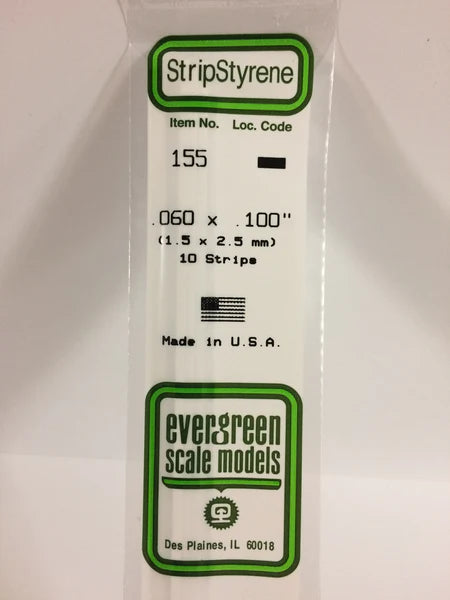 StripStyrene
Item No. Loc. Code
155
.060 x .100"
(1.5 x 2.5 mm)
10 Strips
Made in U.S.A.
evergreen
scale models
Des Plaines, IL 60018